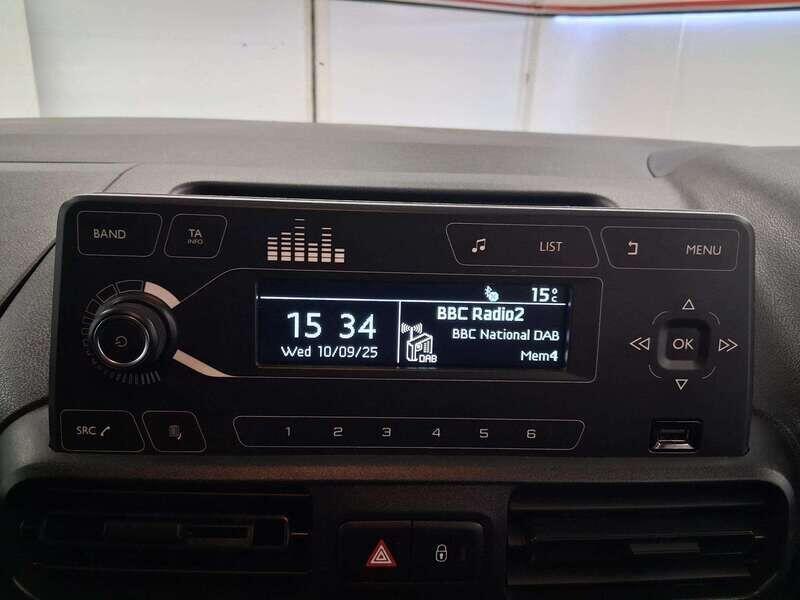 BAND
TA
INFO
LIST
MENU
15°C
15 34
BBC Radio2
BBC National DAB
Wed 10/09/25
DAB
Mem4
OK
SRC
1 2 3 4 5 6